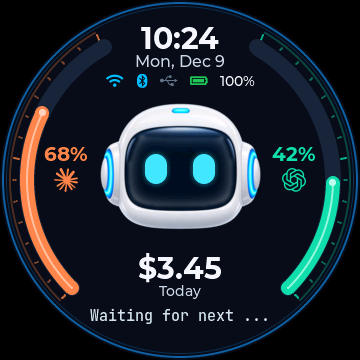 10:24
Mon, Dec 9
100%
68%
42%
$3.45
Today
Waiting for next ...